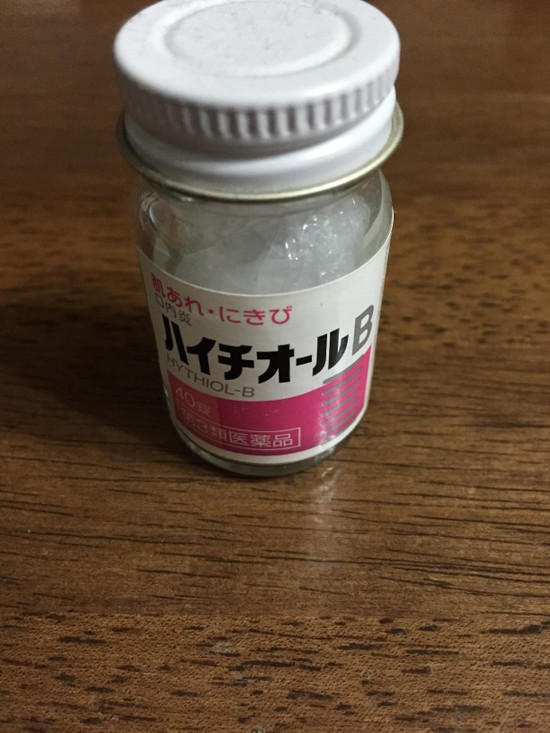 肌あれ・にきび
口内炎
ハイチオールB
HYTHIOL-B
40錠
第3類医薬品